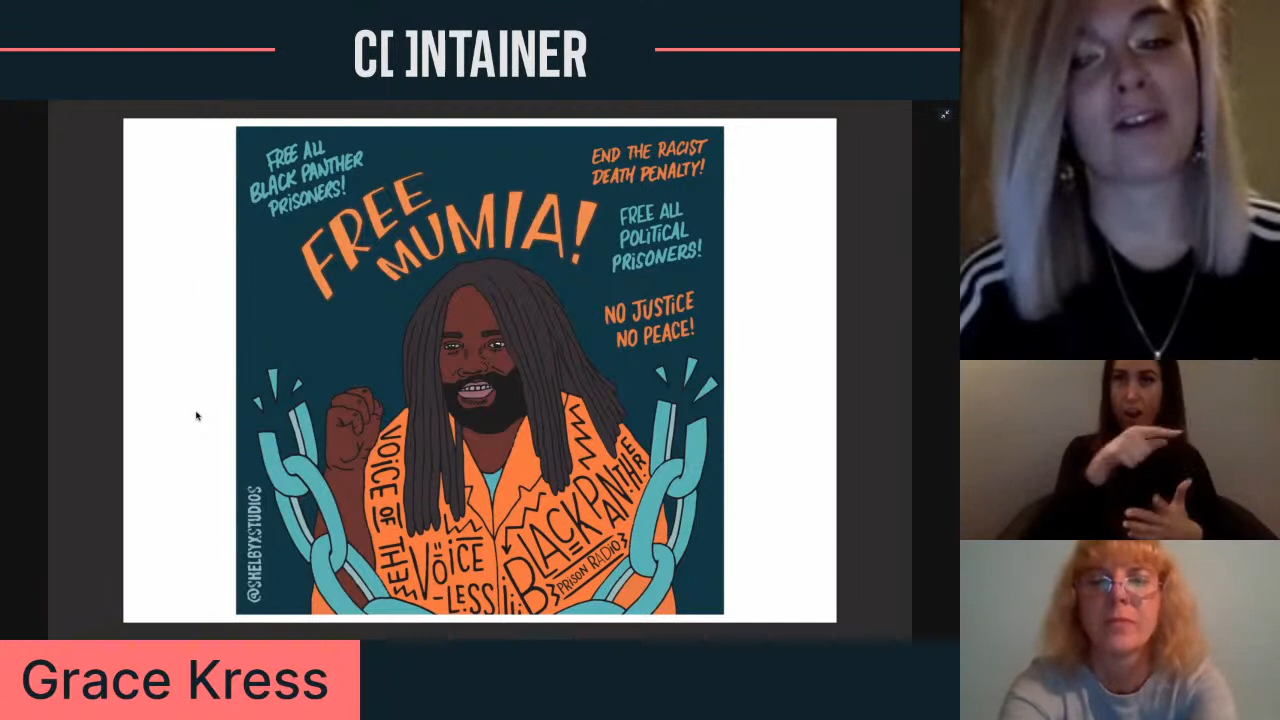 C[ ]NTAINER
FREE ALL
BLACK PANTHER
PRISONERS!
FREE
MUMIA!
END THE RACIST
DEATH PENALTY!
FREE ALL
POLITICAL
PRISONERS!
NO JUSTICE
NO PEACE!
VOICE OF THE
VOICE
-LESS
BLACK PANTHER
PRISON RADIO
@SHELBYXSTUDIOS
Grace Kress